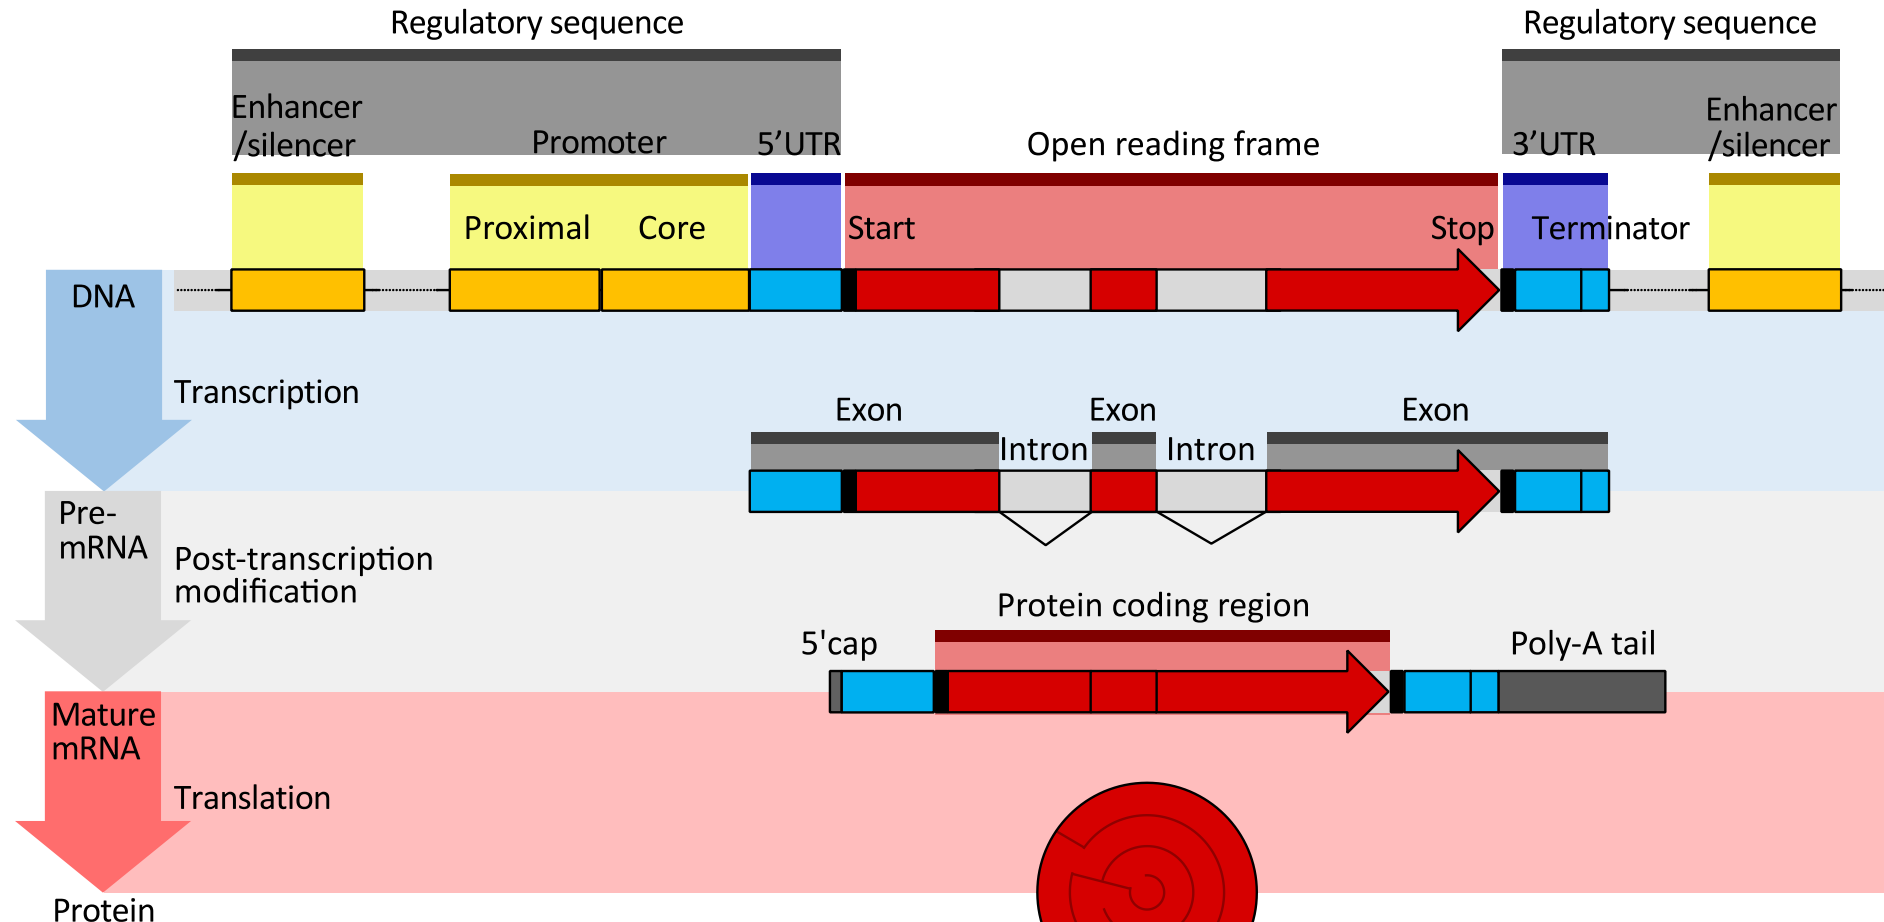 Regulatory sequence
Regulatory sequence
Enhancer
/silencer
Promoter
5’UTR
Open reading frame
3’UTR
Enhancer
/silencer
Proximal
Core
Start
Stop
Terminator
DNA
Transcription
Exon
Exon
Exon
Intron
Intron
Pre-
mRNA
Post-transcription
modification
Protein coding region
5'cap
Poly-A tail
Mature
mRNA
Translation
Protein